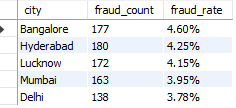 city fraud_count fraud_rate
Bangalore 177 4.60%
Hyderabad 180 4.25%
Lucknow 172 4.15%
Mumbai 163 3.95%
Delhi 138 3.78%